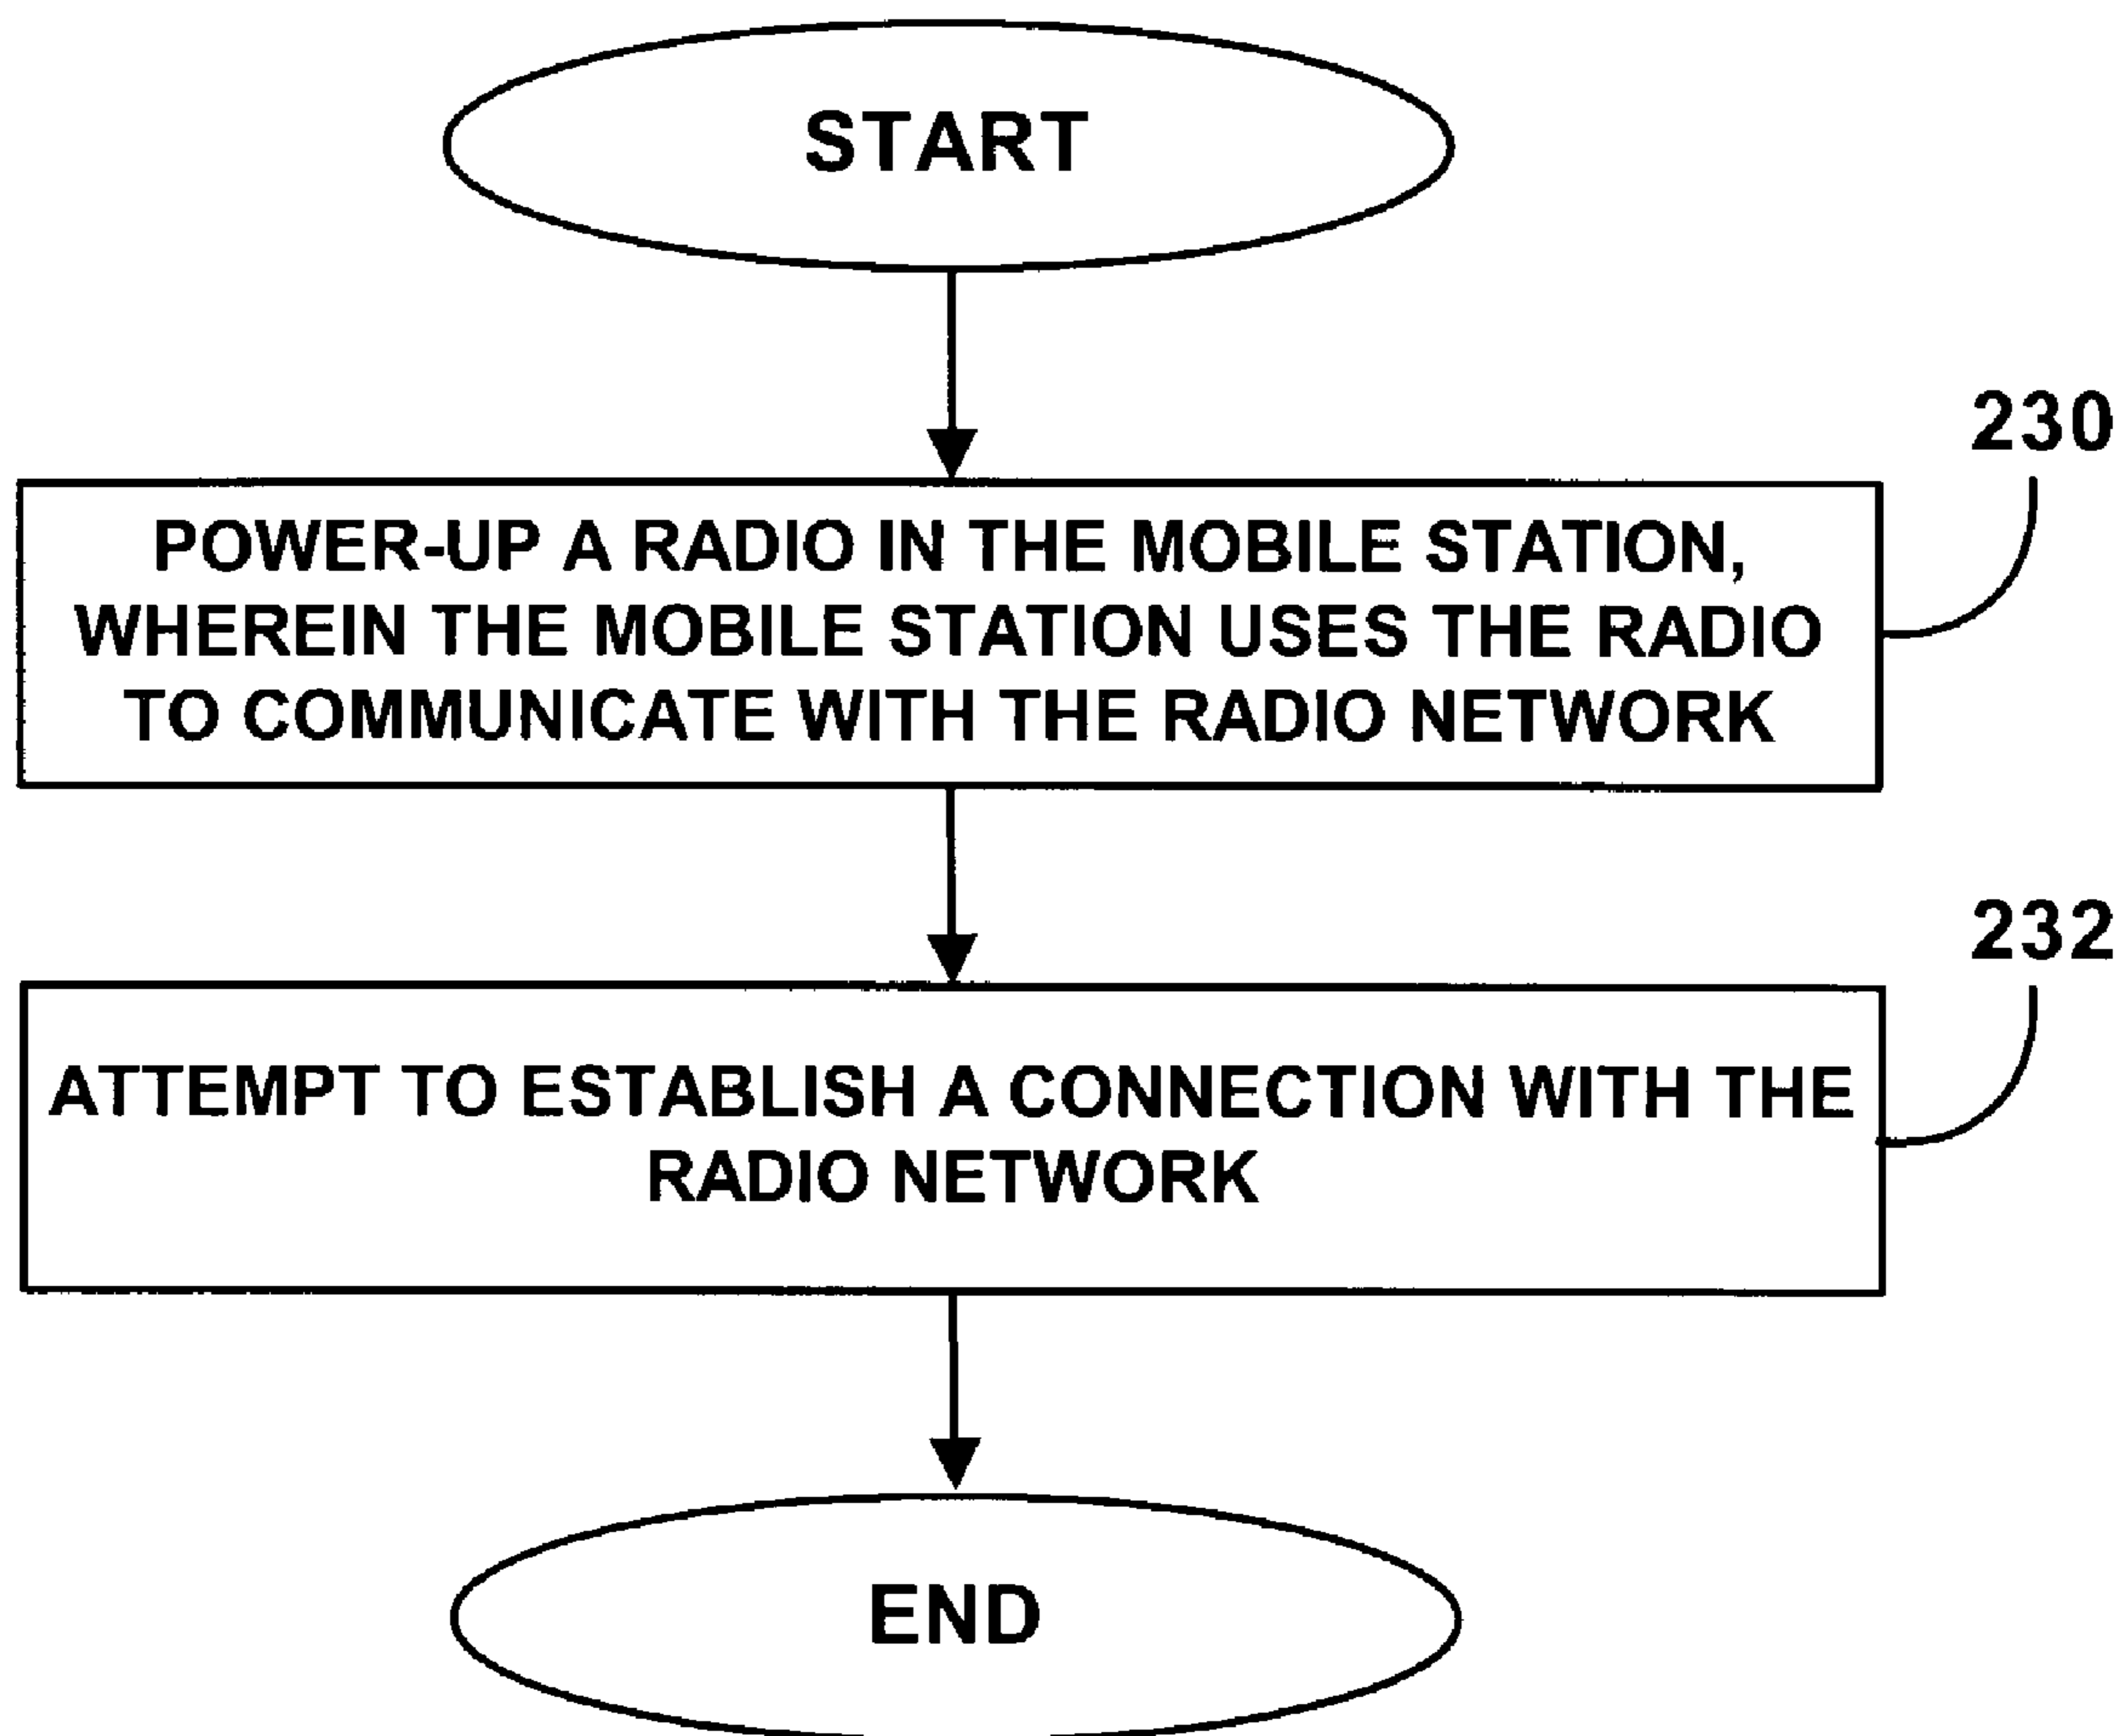 START
230
POWER-UP A RADIO IN THE MOBILE STATION,
WHEREIN THE MOBILE STATION USES THE RADIO
TO COMMUNICATE WITH THE RADIO NETWORK
232
ATTEMPT TO ESTABLISH A CONNECTION WITH THE
RADIO NETWORK
END